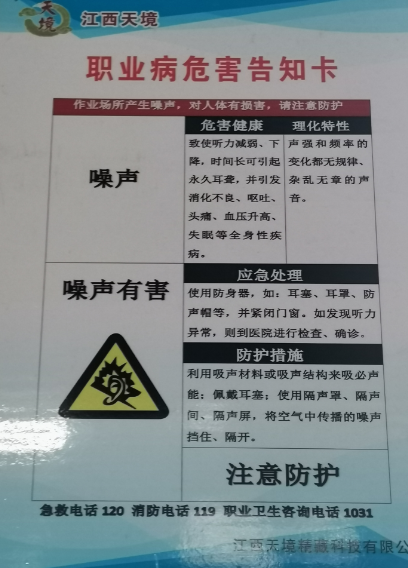 天境
江西天境
职业病危害告知卡
作业场所产生噪声，对人体有损害，请注意防护
噪声
危害健康
致使听力减弱、下
降，时间长可引起
永久耳聋，并引发
消化不良、呕吐、
头痛、血压升高、
失眠等全身性疾
病。
理化特性
声强和频率的
变化都无规律、
杂乱无章的声
音。
噪声有害
应急处理
使用防身器，如：耳塞、耳罩、防
声帽等，并紧闭门窗。如发现听力
异常，则到医院进行检查、确诊。
防护措施
利用吸声材料或吸声结构来吸必声
能；佩戴耳塞；使用隔声罩、隔声
间、隔声屏，将空气中传播的噪声
挡住、隔开。
注意防护
急救电话 120 消防电话 119 职业卫生咨询电话 1031
江西天境精藏科技有限公